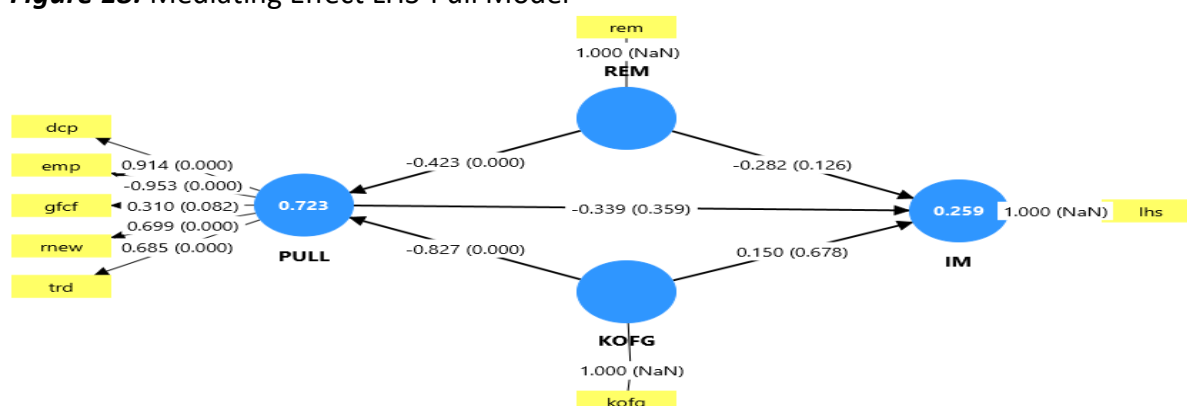 Figure 28: Mediating Effect LHS-Pull Model
rem
1.000 (NaN)
REM
dcp
emp
gfcf
rnew
trd
0.914 (0.000)
-0.953 (0.000)
0.310 (0.082)
0.699 (0.000)
0.685 (0.000)
0.723
PULL
-0.423 (0.000)
-0.282 (0.126)
-0.339 (0.359)
-0.827 (0.000)
0.150 (0.678)
0.259
IM
1.000 (NaN)
lhs
KOFG
1.000 (NaN)
kofg